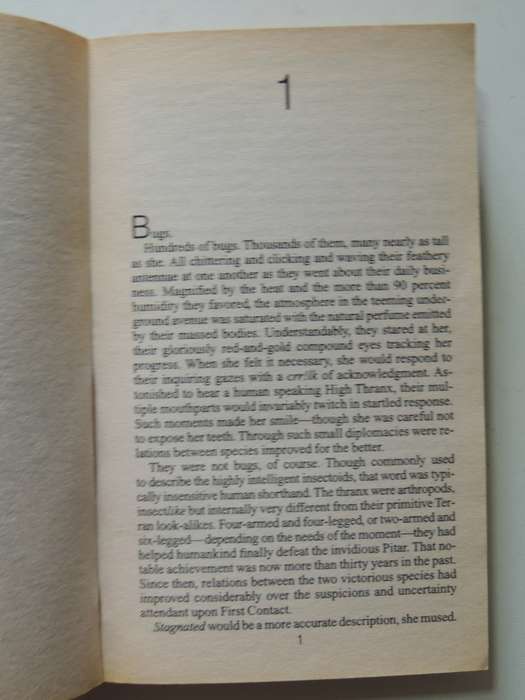 1
Bugs.
Hundreds of bugs. Thousands of them, many nearly as tall
as she. All chittering and clicking and waving their feathery
antennae at one another as they went about their daily busi-
ness. Magnified by the heat and the more than 90 percent
humidity they favored, the atmosphere in the teeming under-
ground avenue was saturated with the natural perfume emitted
by their massed bodies. Understandably, they stared at her,
their gloriously red-and-gold compound eyes tracking her
progress. When she felt it necessary, she would respond to
their inquiring gazes with a of acknowledgment. As-
tonished to hear a human speaking High Thranx, their mul-
tiple mouthparts would invariably twitch in startled response.
Such moments made her smile—though she was careful not
to expose her teeth. Through such small diplomacies were re-
lations between species improved for the better.
They were not bugs, of course. Though commonly used
to describe the highly intelligent insectoids, that word was typi-
cally insensitive human shorthand. The thranx were arthropods,
insectlike but internally very different from their primitive Ter-
ran look-alikes. Four-armed and four-legged, or two-armed and
six-legged—depending on the needs of the moment—they had
helped humankind finally defeat the invidious Pitar. That no-
table achievement was now more than thirty years in the past.
Since then, relations between the two victorious species had
improved considerably over the suspicions and uncertainty
attendant upon First Contact.
Stagnated would be a more accurate description, she mused.
1